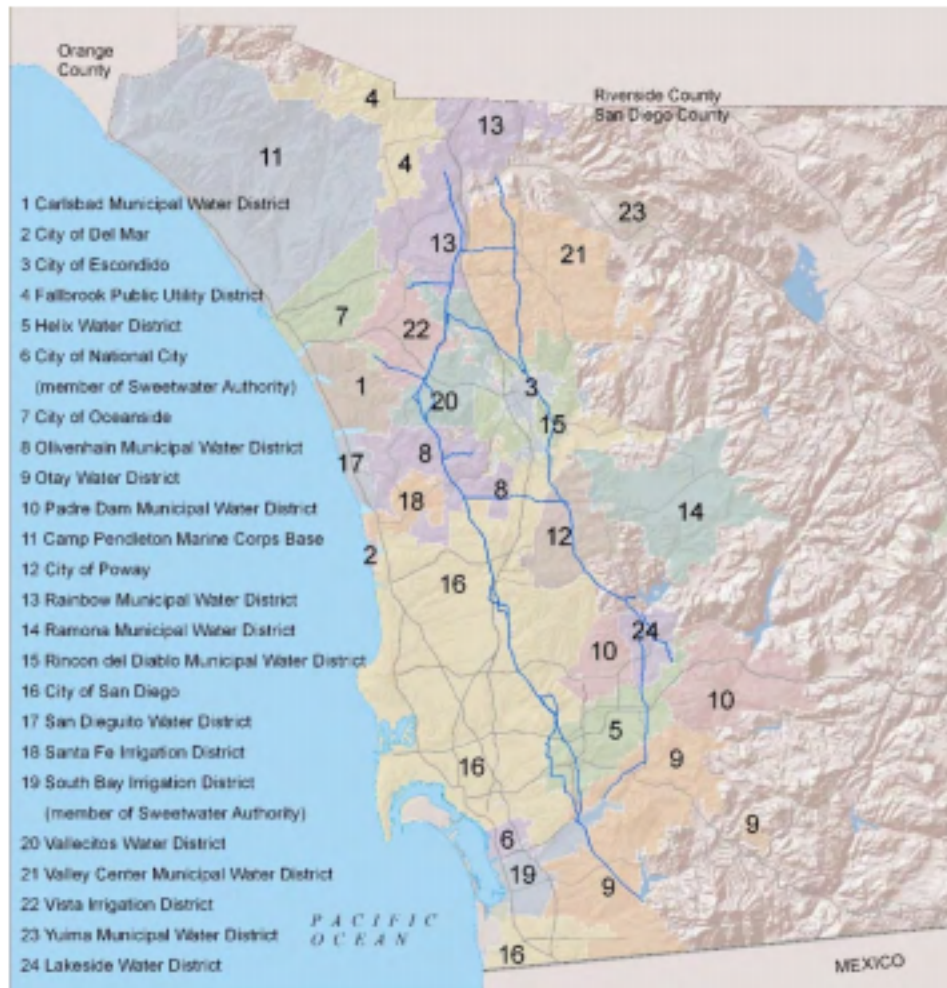 Orange
County
Riverside County
San Diego County
4
13
11
4
23
1 Carlsbad Municipal Water District
2 City of Del Mar
13
21
3 City of Escondido
4 Fallbrook Public Utility District
7
22
5 Helix Water District
6 City of National City
(member of Sweetwater Authority)
1
3
20
7 City of Oceanside
15
8 Olivenhain Municipal Water District
8
17
9 Otay Water District
8
18
10 Padre Dam Municipal Water District
14
11 Camp Pendleton Marine Corps Base
12
2
12 City of Poway
16
13 Rainbow Municipal Water District
14 Ramona Municipal Water District
24
10
15 Rincon del Diablo Municipal Water District
16 City of San Diego
10
17 San Dieguito Water District
5
18 Santa Fe Irrigation District
9
16
19 South Bay Irrigation District
(member of Sweetwater Authority)
9
6
20 Vallecitos Water District
21 Valley Center Municipal Water District
19
9
22 Vista Irrigation District
PACIFIC
OCEAN
23 Yuima Municipal Water District
16
24 Lakeside Water District
MEXICO